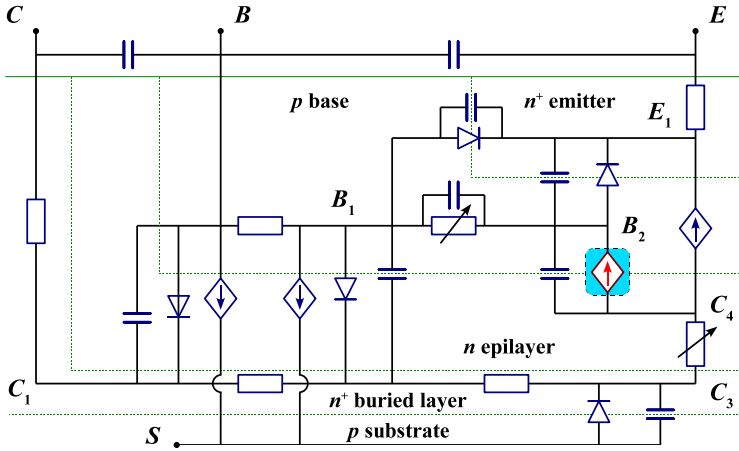 C B E
p base
n+ emitter
E1
B1
B2
C4
n epilayer
C1
n+ buried layer
C3
p substrate
S